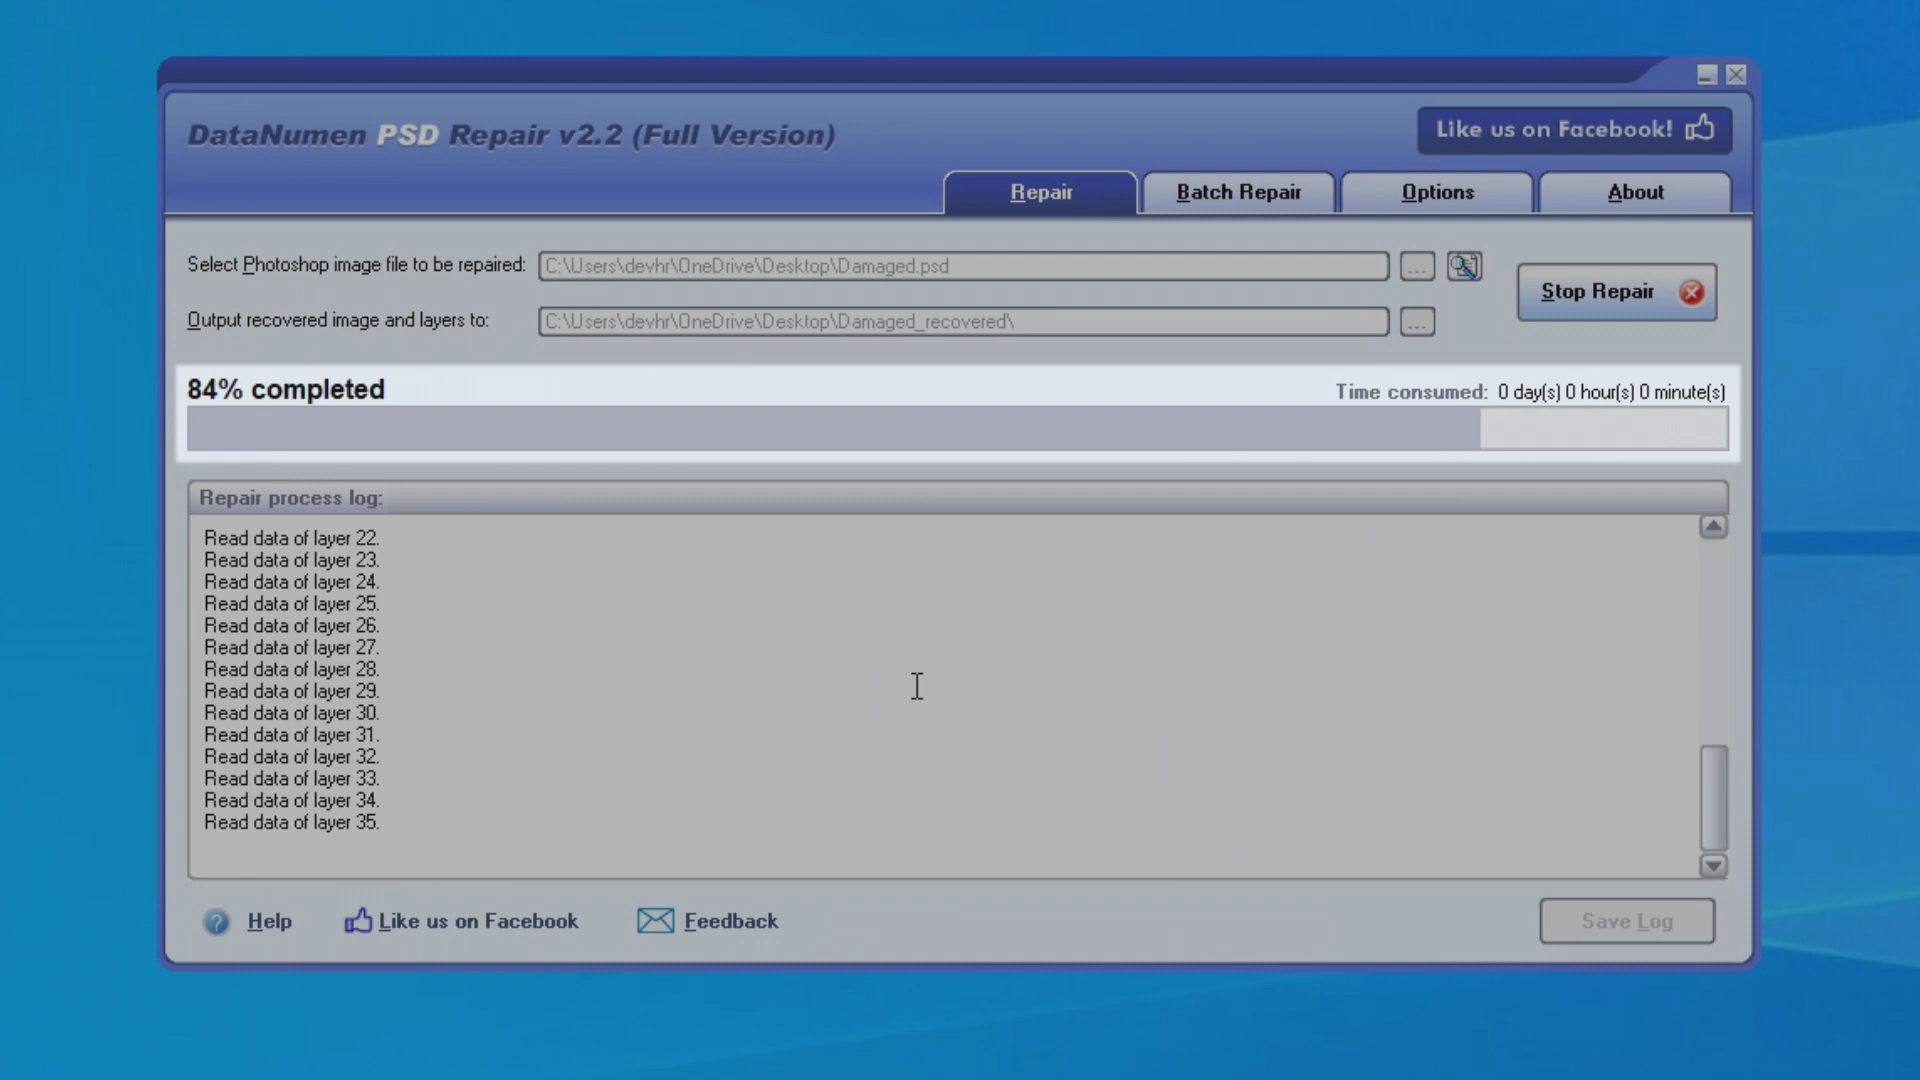 DataNumen PSD Repair v2.2 (Full Version)
Like us on Facebook!
Repair
Batch Repair
Options
About
Select Photoshop image file to be repaired:
C:\Users\devhr\OneDrive\Desktop\Damaged.psd
...
Stop Repair
Output recovered image and layers to:
C:\Users\devhr\OneDrive\Desktop\Damaged_recovered\
...
84% completed
Time consumed: 0 day(s) 0 hour(s) 0 minute(s)
Repair process log:
Read data of layer 22.
Read data of layer 23.
Read data of layer 24.
Read data of layer 25.
Read data of layer 26.
Read data of layer 27.
Read data of layer 28.
Read data of layer 29.
Read data of layer 30.
Read data of layer 31.
Read data of layer 32.
Read data of layer 33.
Read data of layer 34.
Read data of layer 35.
Help
Like us on Facebook
Feedback
Save Log